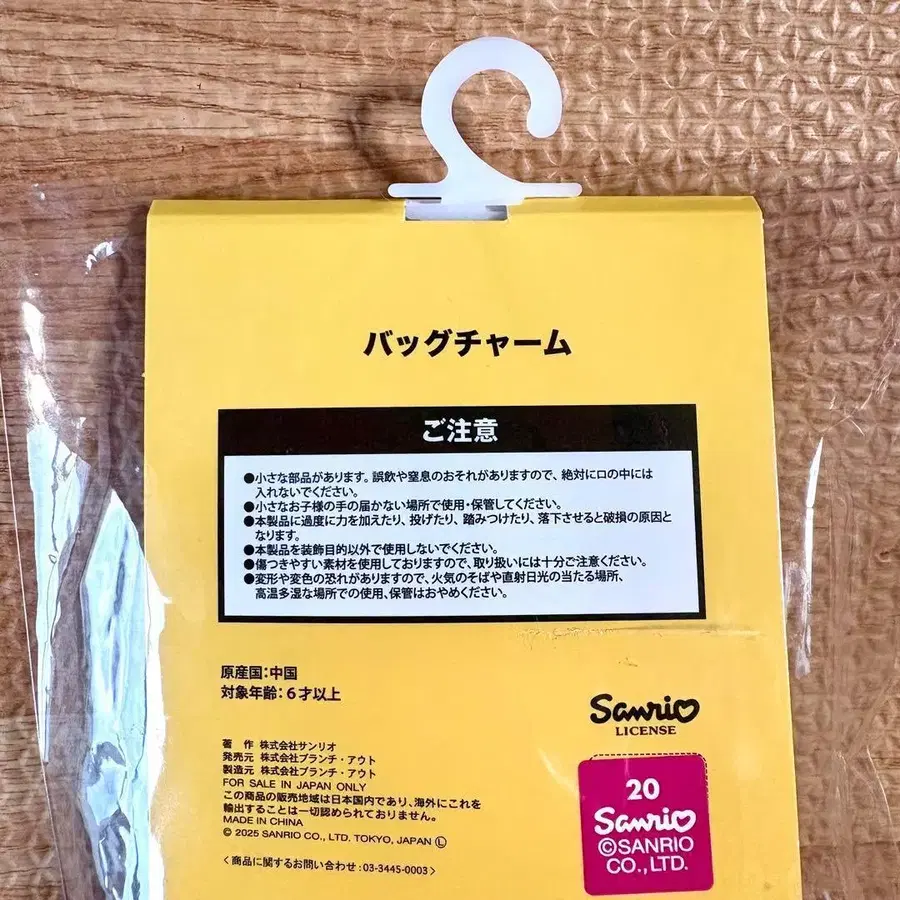 バッグチャーム
ご注意
●小さな部品があります。誤飲や窒息のおそれがありますので、絶対に口の中には
入れないでください。
●小さなお子様の手の届かない場所で使用・保管してください。
●本製品に過度に力を加えたり、投げたり、踏みつけたり、落下させると破損の原因と
なります。
●本製品を装飾目的以外で使用しないでください。
●傷つきやすい素材を使用しておりますので、取り扱いには十分ご注意ください。
●変形や変色の恐れがありますので、火気のそばや直射日光の当たる場所、
高温多湿な場所での使用、保管はおやめください。
原産国:中国
対象年齢:6才以上
著 作 株式会社サンリオ
発売元 株式会社ブランチ・アウト
製造元 株式会社ブランチ・アウト
FOR SALE IN JAPAN ONLY
この商品の販売地域は日本国内であり、海外にこれを
輸出することは一切認められておりません。
MADE IN CHINA
© 2025 SANRIO CO., LTD. TOKYO, JAPAN Ⓛ
<商品に関するお問い合わせ:03-3445-0003>
Sanrio
LICENSE
20
Sanrio
©SANRIO
CO.,LTD.